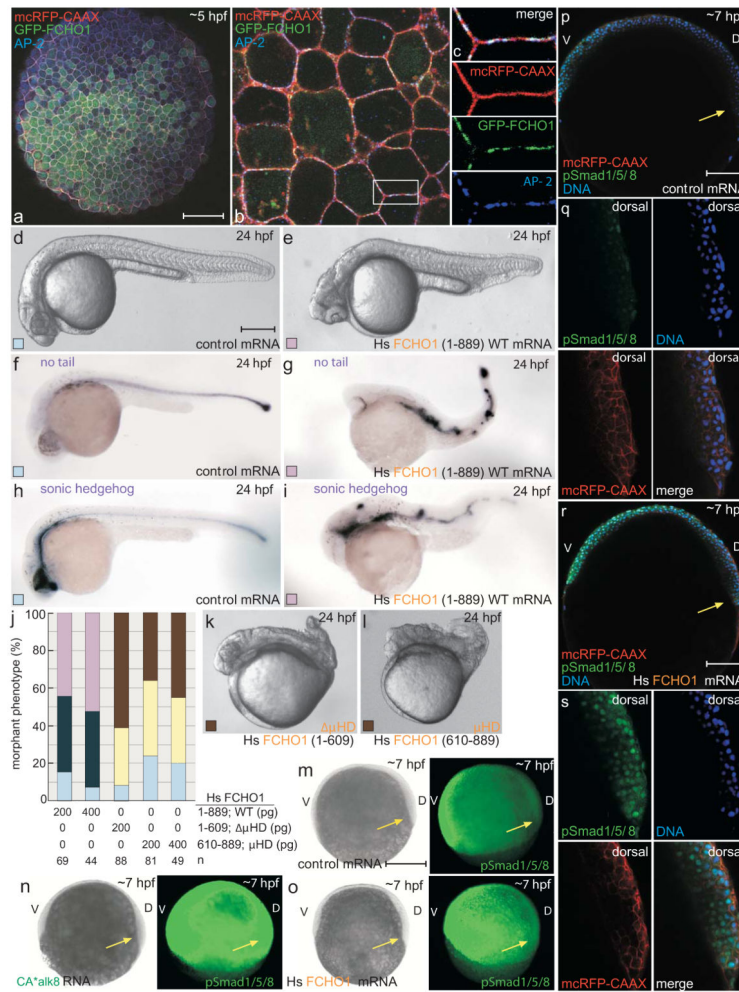 mcRFP-CAAX
GFP-FCHO1
AP-2
~5 hpf
a
mcRFP-CAAX
GFP-FCHO1
AP-2
b
c
merge
mcRFP-CAAX
GFP-FCHO1
AP-2
d
24 hpf
control mRNA
e
24 hpf
Hs FCHO1 (1-889) WT mRNA
f
no tail
24 hpf
control mRNA
g
no tail
24 hpf
Hs FCHO1 (1-889) WT mRNA
h
sonic hedgehog
24 hpf
control mRNA
i
sonic hedgehog
24 hpf
Hs FCHO1 (1-889) WT mRNA
j
morphant phenotype (%)
100
80
60
40
20
0
Hs FCHO1
200 400 0 0 0 1-889; WT (pg)
0 0 200 0 0 1-609; ΔμHD (pg)
0 0 0 200 400 610-889; μHD (pg)
69 44 88 81 49 n
k
24 hpf
ΔμHD
Hs FCHO1 (1-609)
l
24 hpf
μHD
Hs FCHO1 (610-889)
m
~7 hpf
V
D
control mRNA
~7 hpf
pSmad1/5/8
n
~7 hpf
V
D
CA*alk8 RNA
~7 hpf
pSmad1/5/8
o
~7 hpf
V
D
Hs FCHO1 mRNA
~7 hpf
pSmad1/5/8
p
~7 hpf
V
D
mcRFP-CAAX
pSmad1/5/8
DNA
control mRNA
q
dorsal
pSmad1/5/8
dorsal
DNA
dorsal
mcRFP-CAAX
dorsal
merge
r
~7 hpf
V
D
mcRFP-CAAX
pSmad1/5/8
DNA
Hs FCHO1 mRNA
s
dorsal
pSmad1/5/8
dorsal
DNA
dorsal
mcRFP-CAAX
dorsal
merge